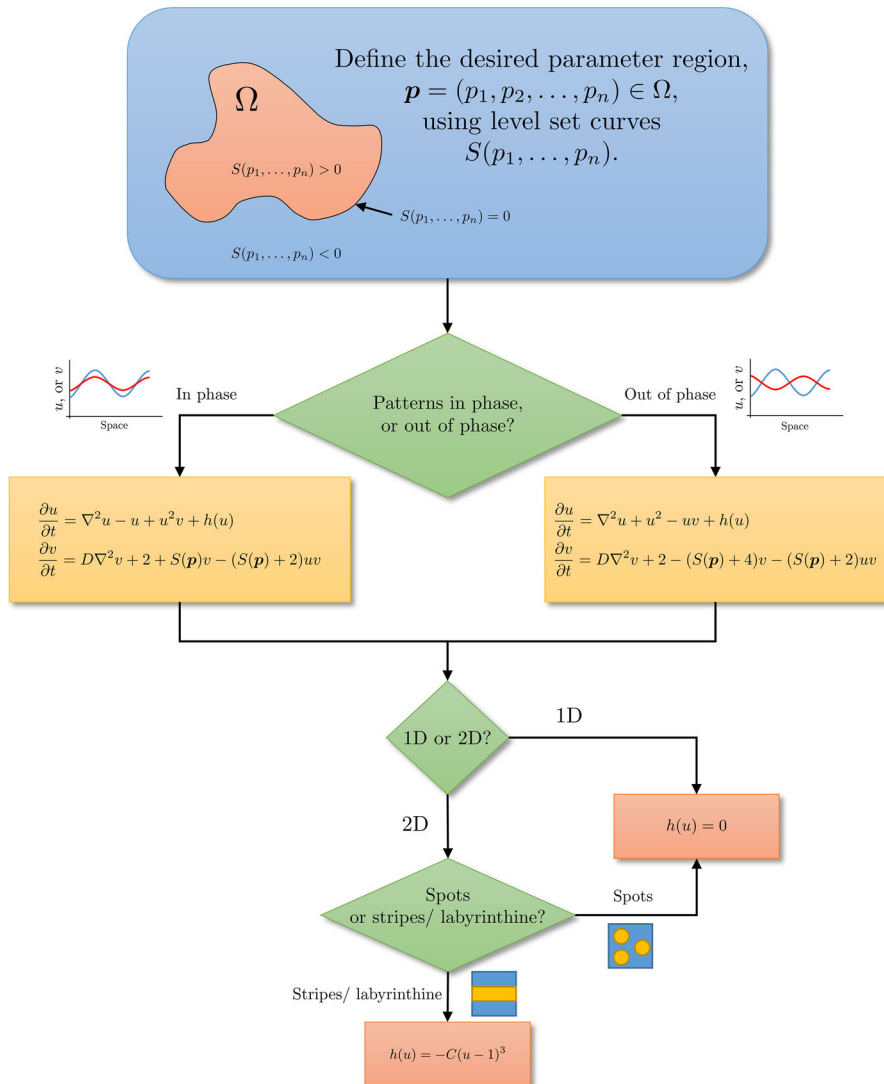 Define the desired parameter region,
p = (p₁, p₂, . . . , pₙ) ∈ Ω,
using level set curves
S(p₁, . . . , pₙ).
Ω
S(p₁, . . . , pₙ) > 0
S(p₁, . . . , pₙ) = 0
S(p₁, . . . , pₙ) < 0
u, or v
Space
In phase
Patterns in phase,
or out of phase?
Out of phase
u, or v
Space
∂u/∂t = ∇²u − u + u²v + h(u)
∂v/∂t = D∇²v + 2 + S(p)v − (S(p) + 2)uv
∂u/∂t = ∇²u + u² − uv + h(u)
∂v/∂t = D∇²v + 2 − (S(p) + 4)v − (S(p) + 2)uv
1D or 2D?
1D
2D
h(u) = 0
Spots
or stripes/ labyrinthine?
Spots
Stripes/ labyrinthine
h(u) = −C(u − 1)³